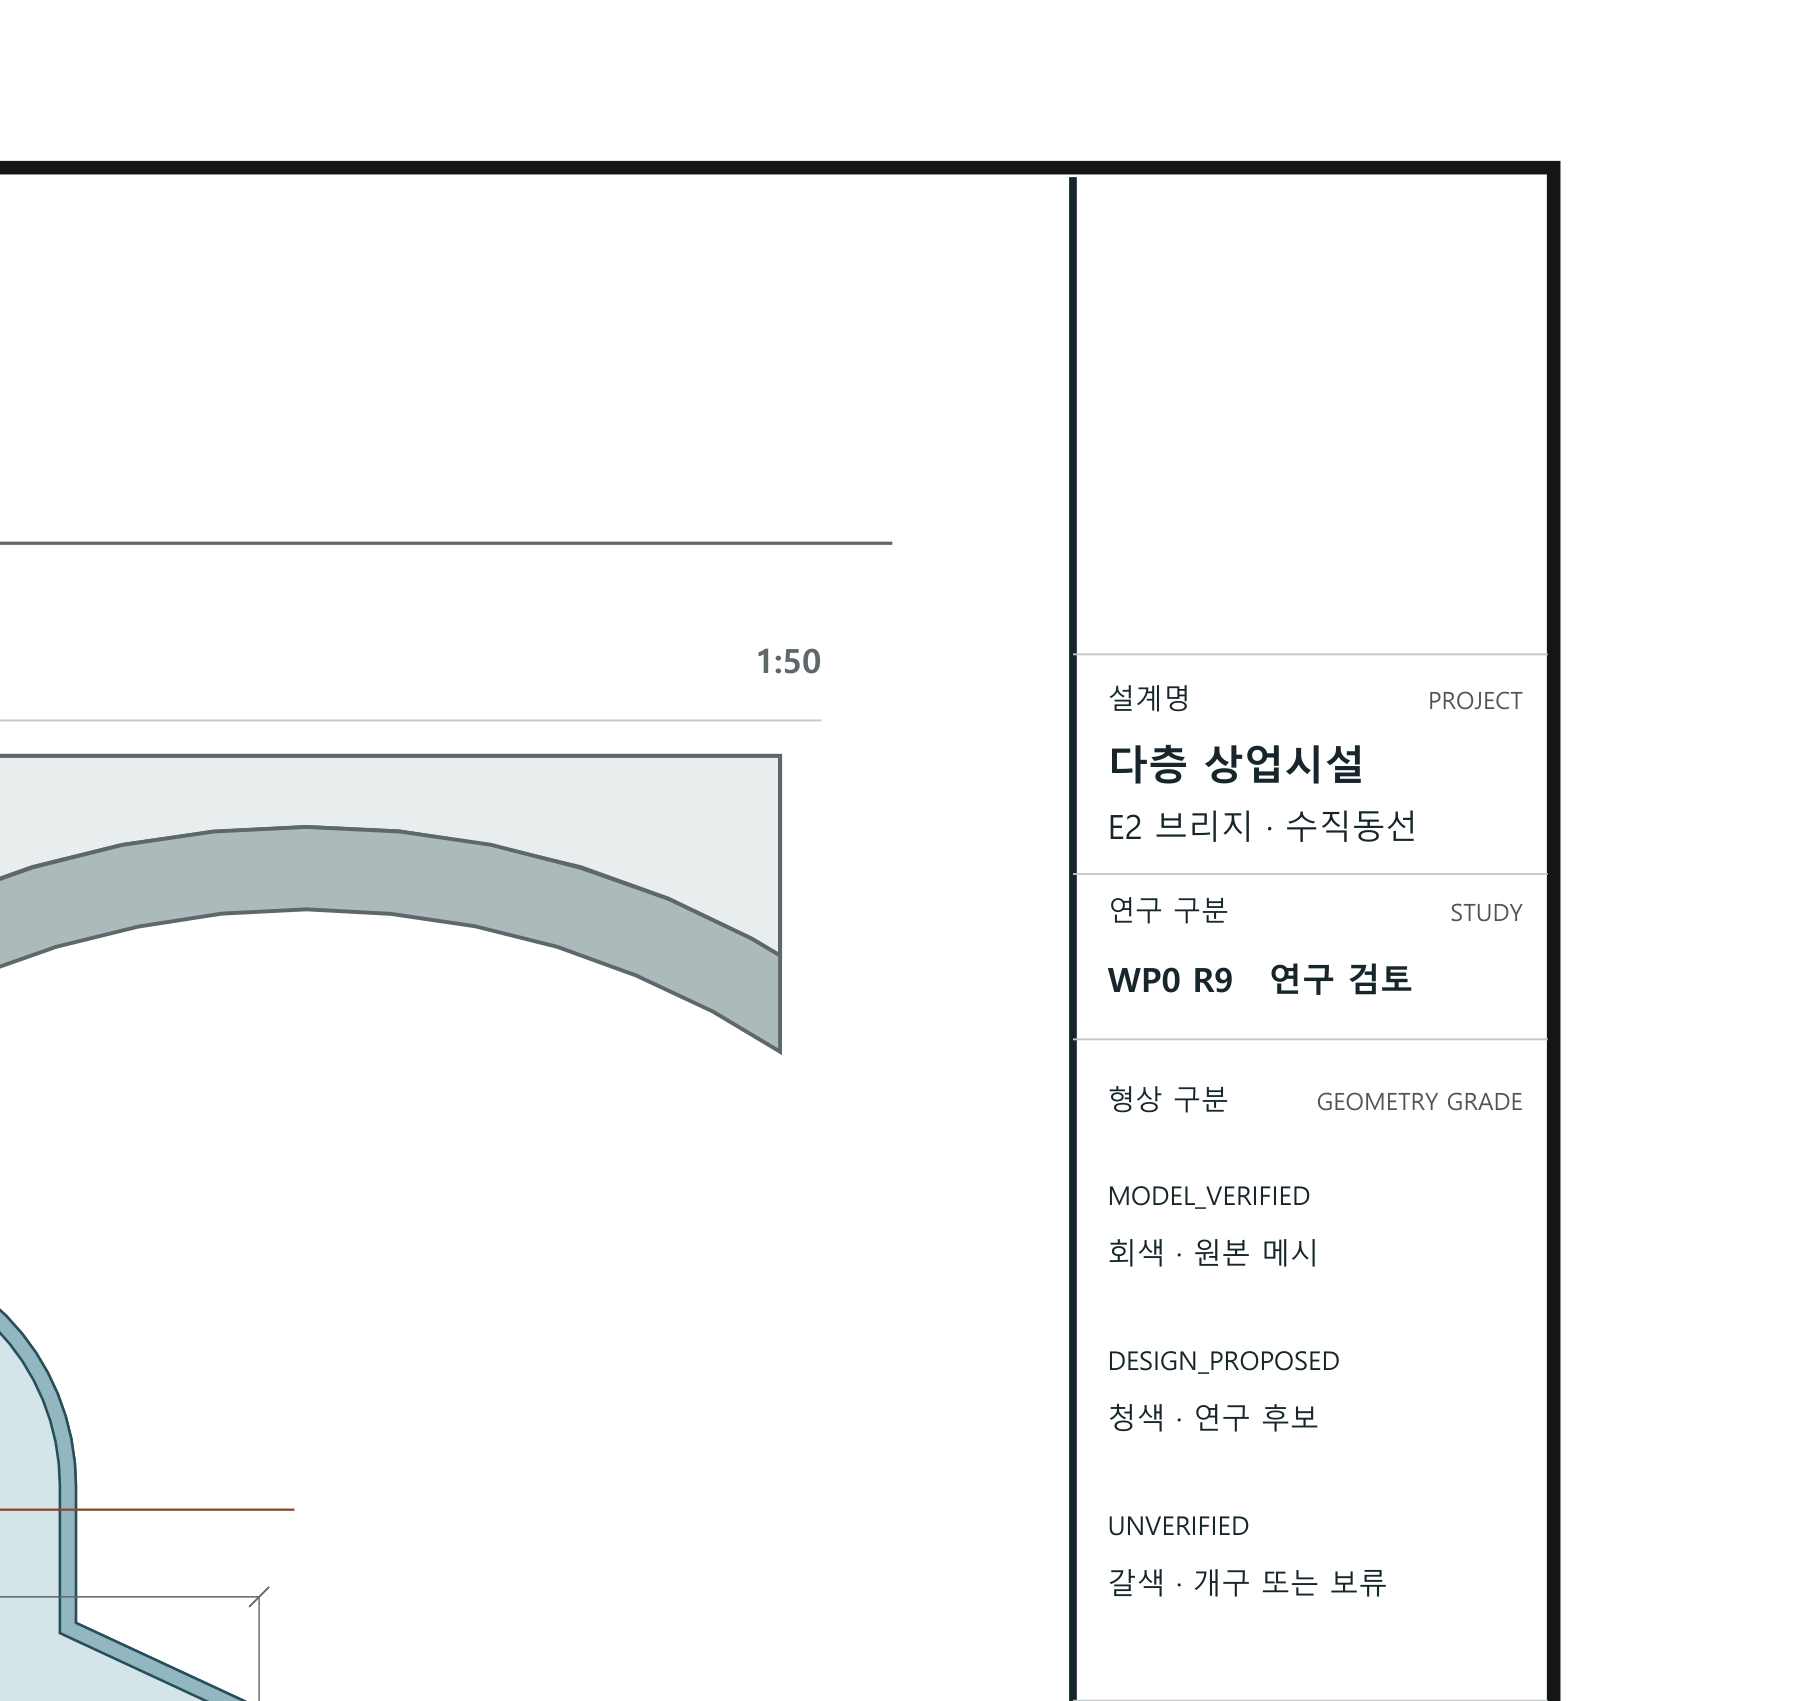 1:50
설계명 PROJECT
다층 상업시설
E2 브리지 · 수직동선
연구 구분 STUDY
WP0 R9 연구 검토
형상 구분 GEOMETRY GRADE
MODEL_VERIFIED
회색 · 원본 메시
DESIGN_PROPOSED
청색 · 연구 후보
UNVERIFIED
갈색 · 개구 또는 보류